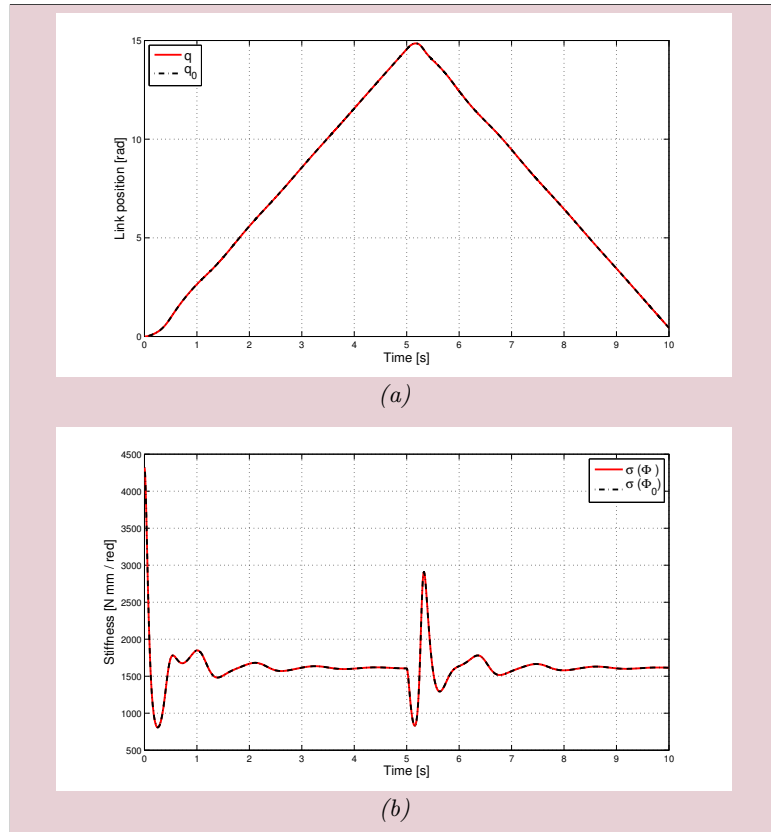 15
q
q₀
10
Link position [rad]
5
0
0 1 2 3 4 5 6 7 8 9 10
Time [s]
(a)
4500
σ (Φ )
σ (Φ₀)
4000
3500
3000
Stiffness [N mm / red]
2500
2000
1500
1000
500
0 1 2 3 4 5 6 7 8 9 10
Time [s]
(b)